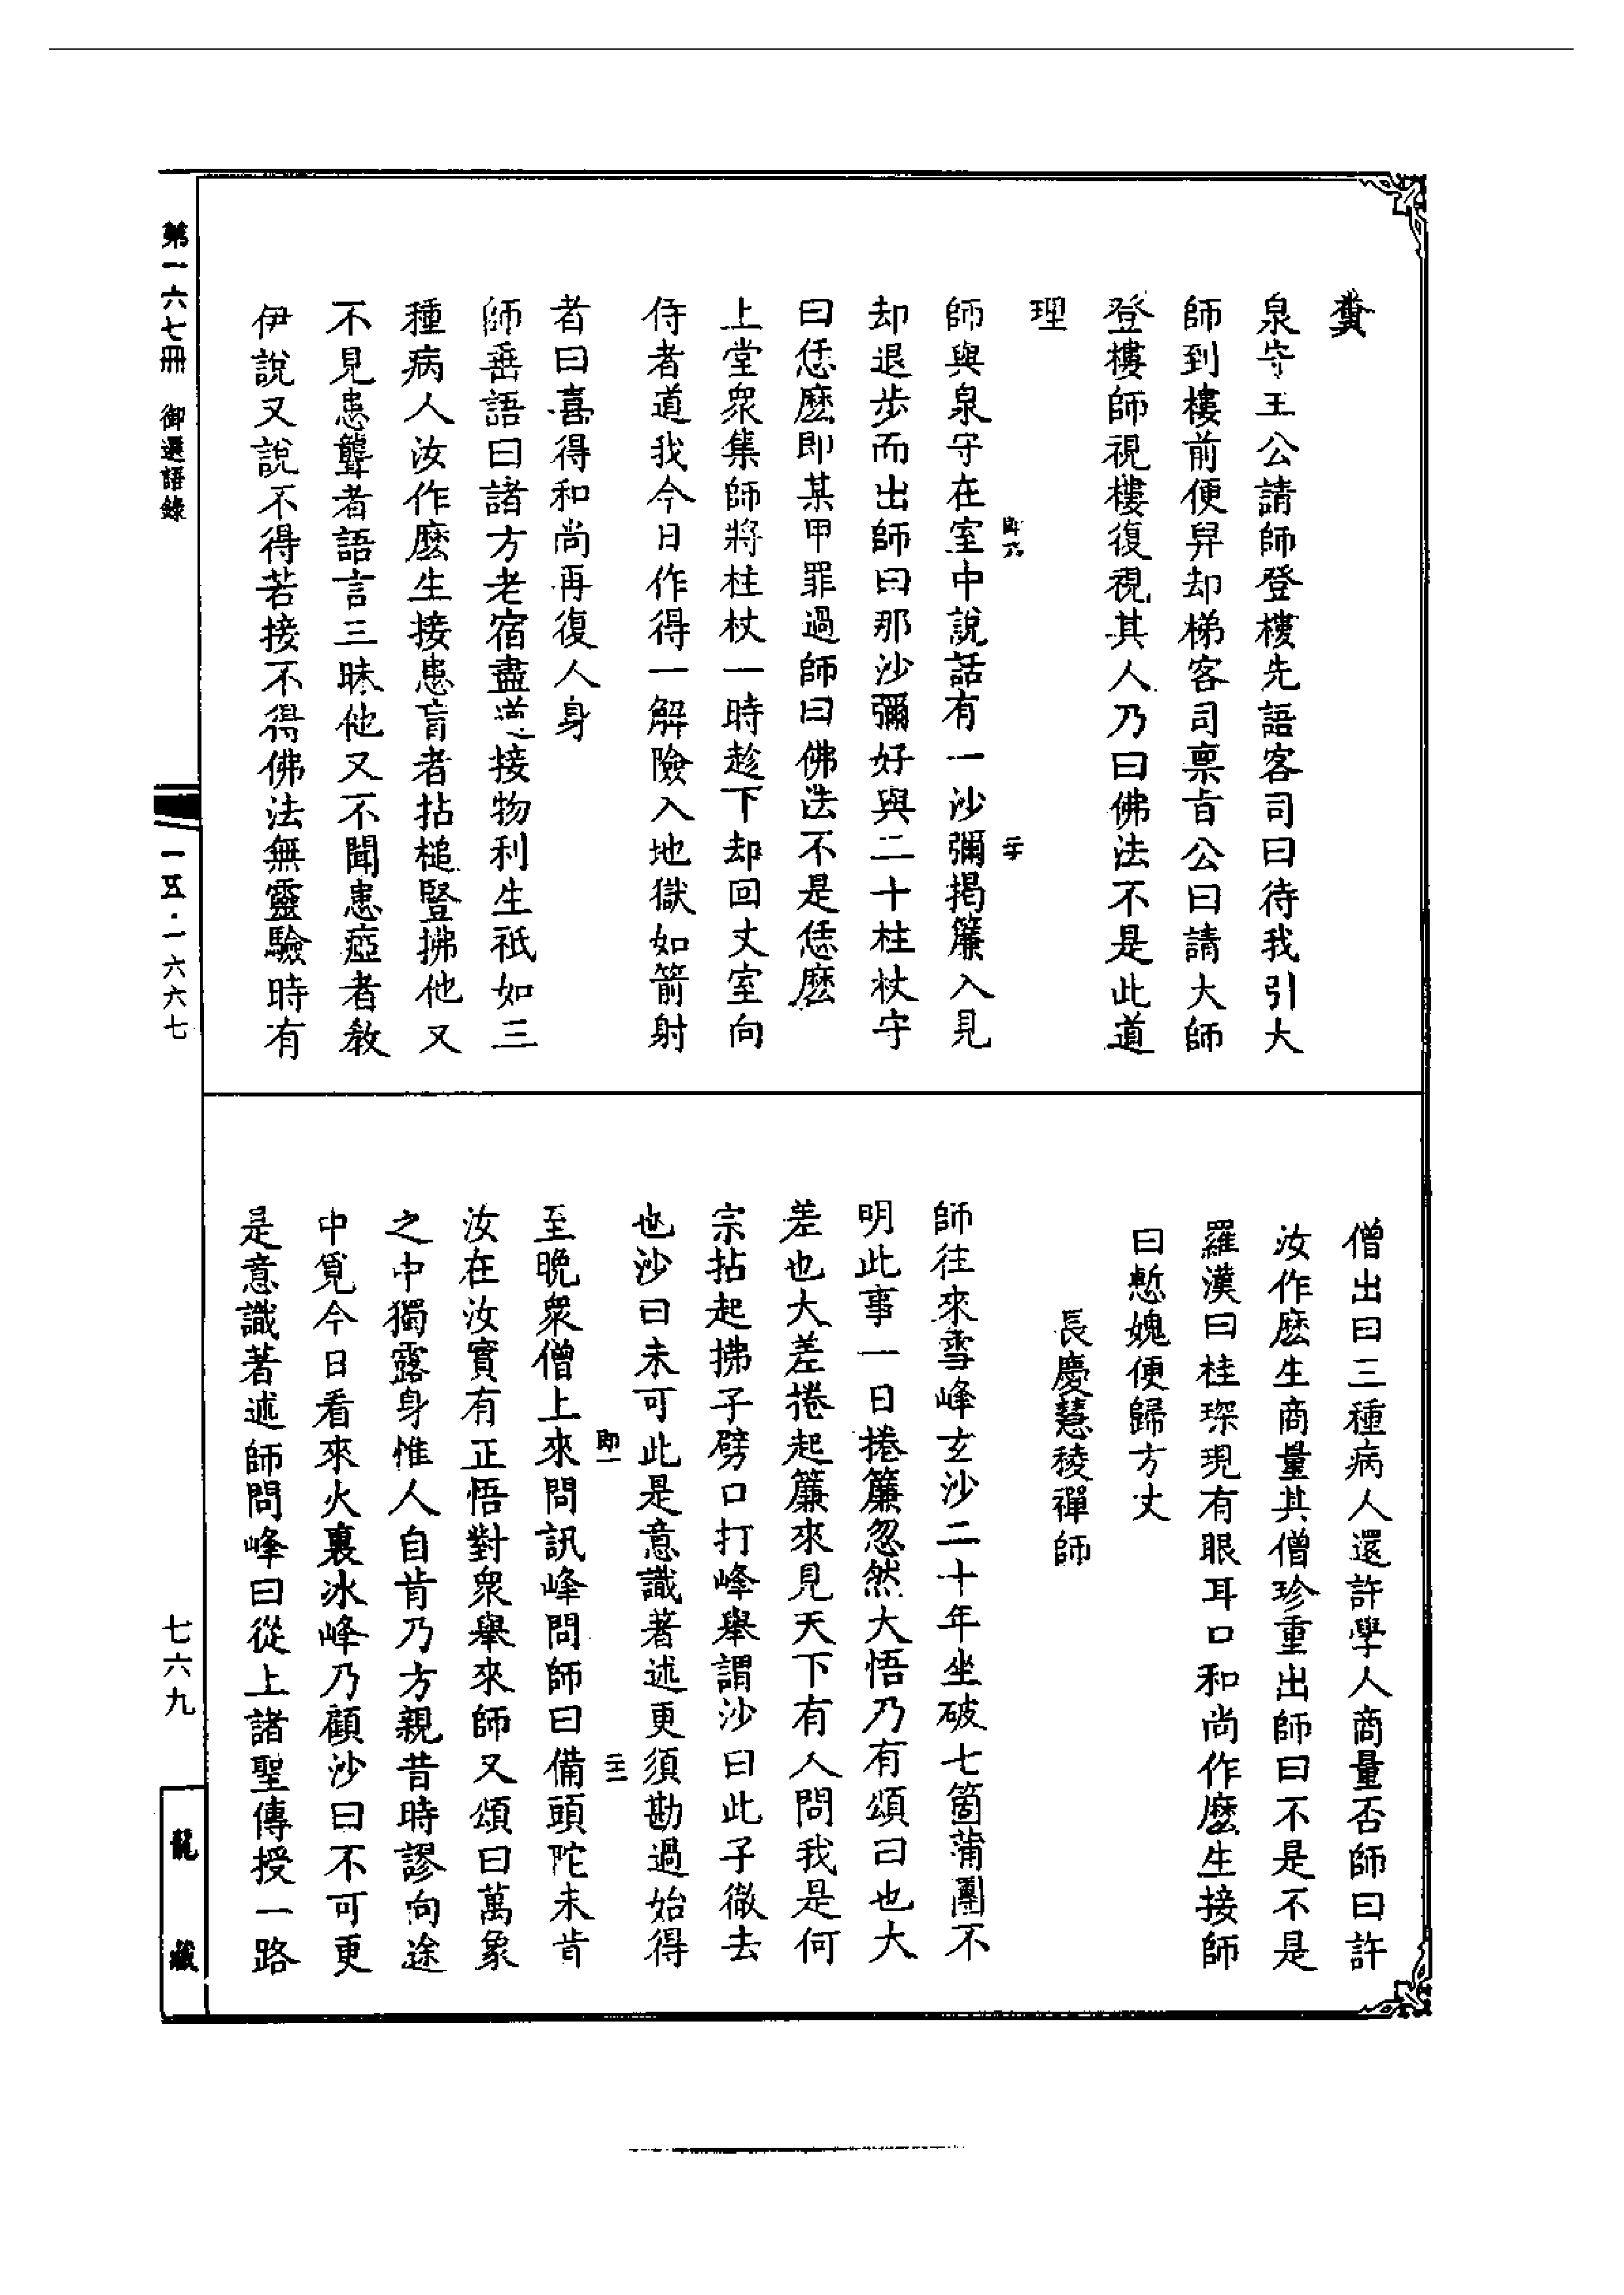 糞
泉守王公請師登樓先語客司曰待我引大
師到樓前便舁却梯客司禀旨公曰請大師
登樓師視樓復視其人乃曰佛法不是此道
理
師與泉守在室中說話有一沙彌揭簾入見
却退步而出師曰那沙彌好與二十柱杖守
曰恁麽即某甲罪過師曰佛法不是恁麽
上堂衆集師將柱杖一時趁下却回丈室向
侍者道我今日作得一解險入地獄如箭射
者曰喜得和尚再復人身
師垂語曰諸方老宿盡道接物利生祇如三
種病人汝作麽生接患盲者拈槌豎拂他又
不見患聾者語言三昧他又不聞患瘂者教
伊說又說不得若接不得佛法無靈驗時有
僧出曰三種病人還許學人商量否師曰許
汝作麽生商量其僧珍重出師曰不是不是
羅漢曰桂琛現有眼耳口和尚作麽生接師
曰慙媿便歸方丈
長慶慧稜禪師
師往來雪峰玄沙二十年坐破七箇蒲團不
明此事一日捲簾忽然大悟乃有頌曰也大
差也大差捲起簾來見天下有人問我是何
宗拈起拂子劈口打峰舉謂沙曰此子徹去
也沙曰未可此是意識著述更須勘過始得
至晚衆僧上來問訊峰問師曰備頭陀未肯
汝在汝實有正悟對衆舉來師又頌曰萬象
之中獨露身惟人自肯乃方親昔時謬向途
中覓今日看來火裏冰峰乃顧沙曰不可更
是意識著述師問峰曰從上諸聖傳授一路
第一六七冊 御選語錄
一五·一六六七
七六九
龍藏